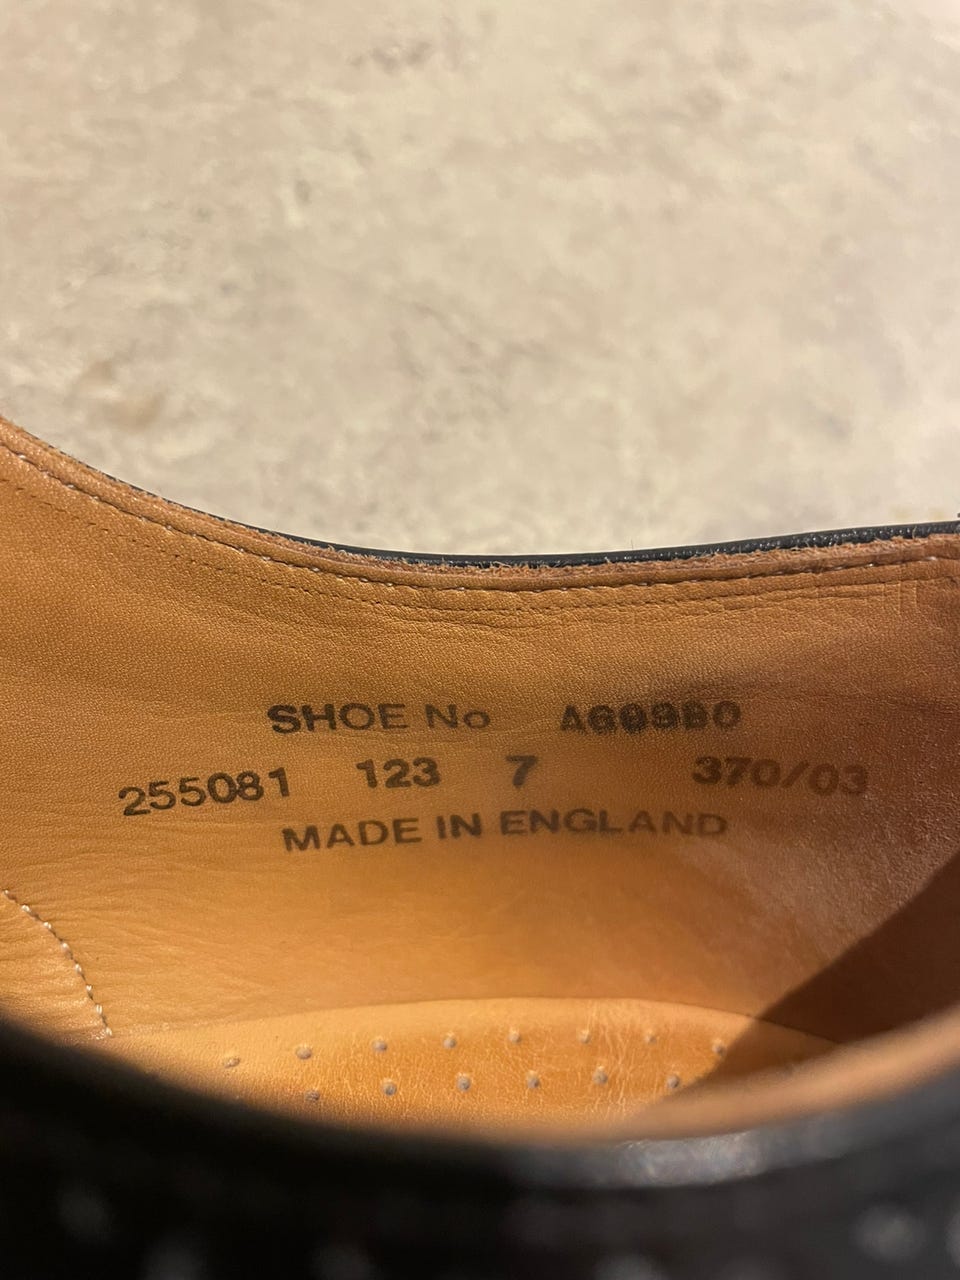 SHOE No
255081 123 7 370/03
MADE IN ENGLAND